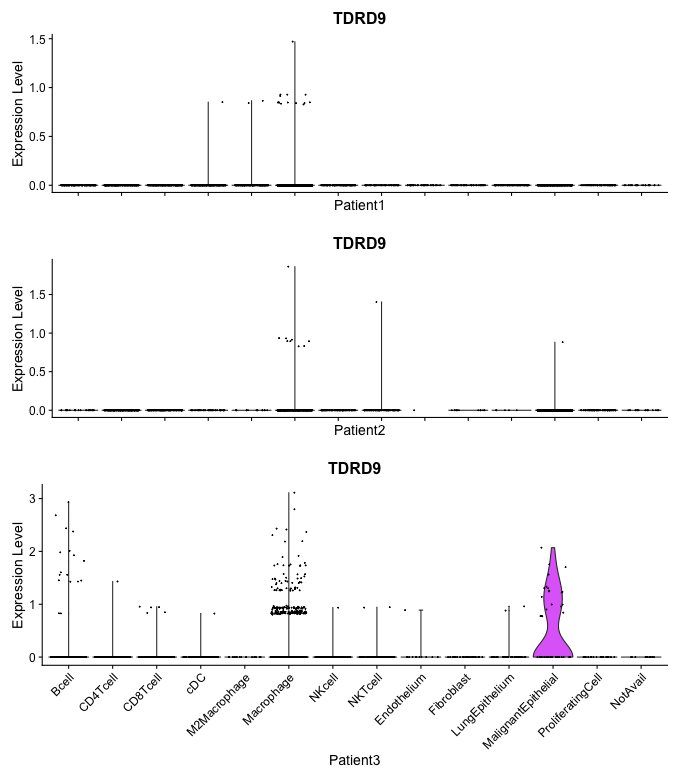 TDRD9
Expression Level
1.5
1.0
0.5
0.0
Patient1
TDRD9
Expression Level
1.5
1.0
0.5
0.0
Patient2
TDRD9
Expression Level
3
2
1
0
Bcell
CD4Tcell
CD8Tcell
cDC
M2Macrophage
Macrophage
NKcell
NKTcell
Endothelium
Fibroblast
LungEpithelium
MalignantEpithelial
ProliferatingCell
NotAvail
Patient3